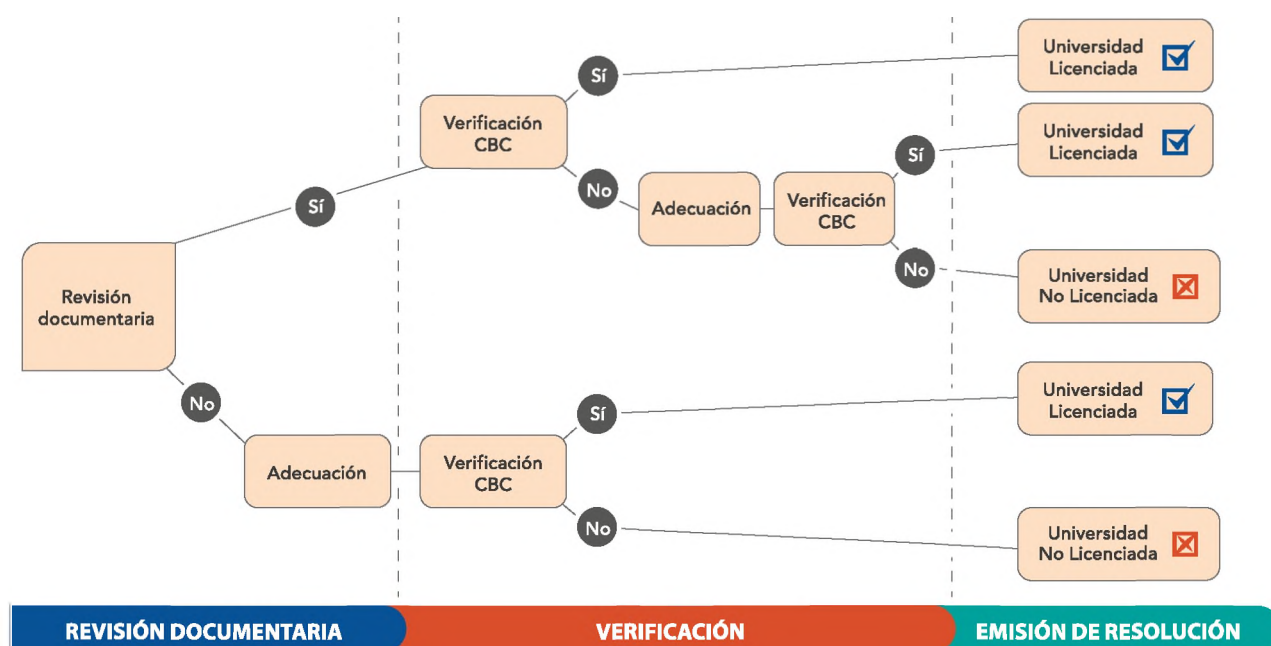 Universidad
Licenciada
Sí
Verificación
CBC
Universidad
Licenciada
Sí
No
Adecuación
Verificación
CBC
Sí
No
Universidad
No Licenciada
Revisión
documentaria
Universidad
Licenciada
No
Sí
Adecuación
Verificación
CBC
No
Universidad
No Licenciada
REVISIÓN DOCUMENTARIA
VERIFICACIÓN
EMISIÓN DE RESOLUCIÓN